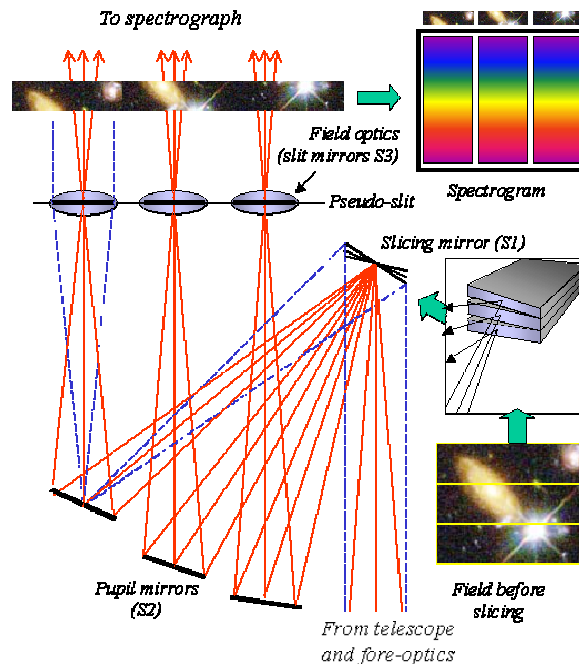 To spectrograph
Field optics
(slit mirrors S3)
Spectrogram
Pseudo-slit
Slicing mirror (S1)
Pupil mirrors
(S2)
Field before
slicing
From telescope
and fore-optics